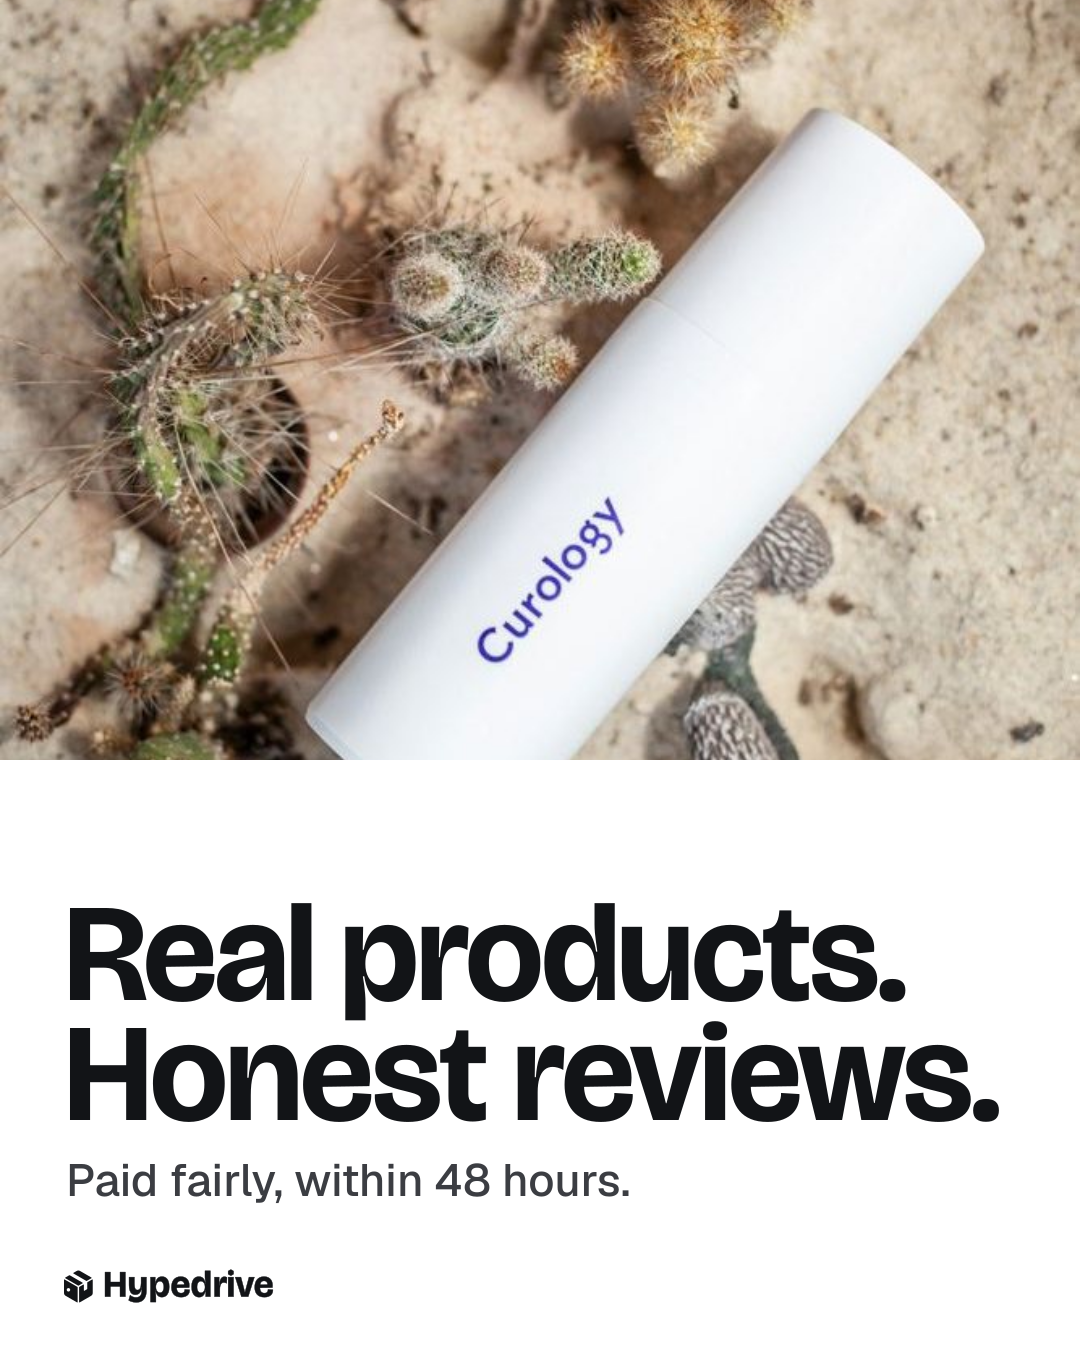 Curology
Real products.
Honest reviews.
Paid fairly, within 48 hours.
Hypedrive